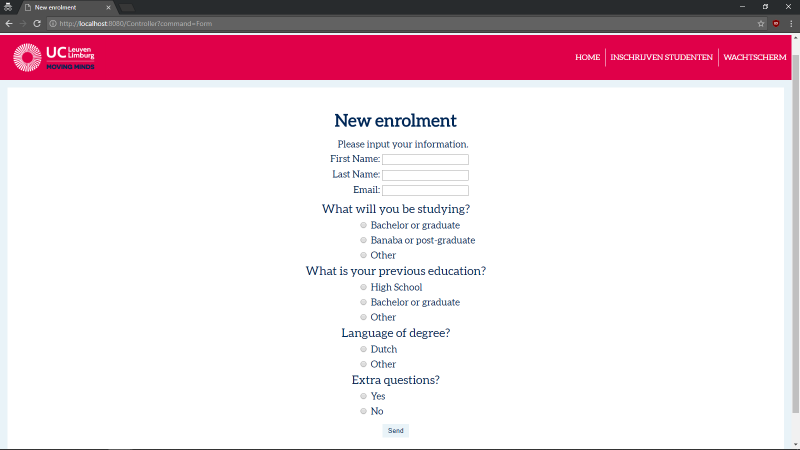 New enrolment
http://localhost:8080/Controller?command=Form
UC Leuven Limburg
MOVING MINDS
HOME
INSCHRIJVEN STUDENTEN
WACHTSCHERM
New enrolment
Please input your information.
First Name:
Last Name:
Email:
What will you be studying?
Bachelor or graduate
Banaba or post-graduate
Other
What is your previous education?
High School
Bachelor or graduate
Other
Language of degree?
Dutch
Other
Extra questions?
Yes
No
Send